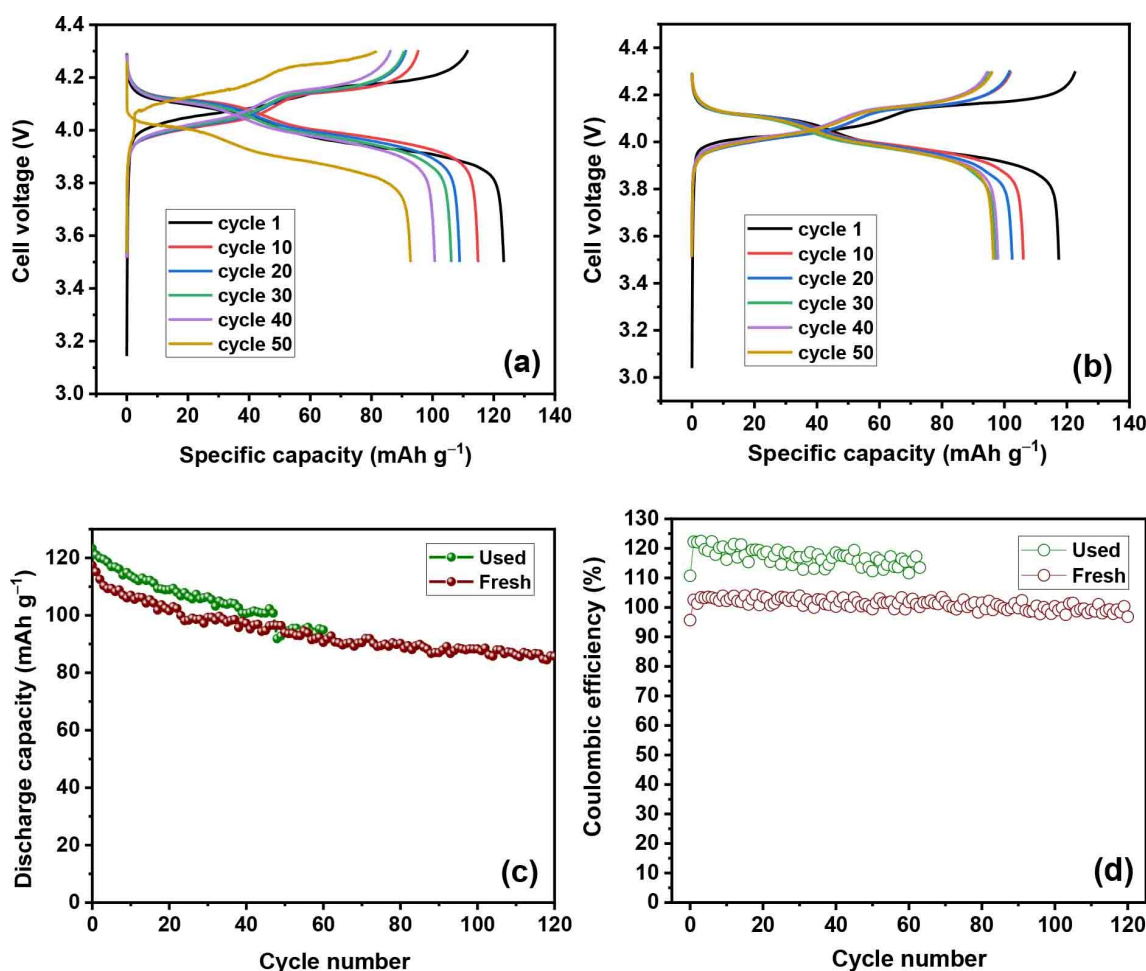 4.4
4.2
4.0
3.8
3.6
3.4
3.2
3.0
Cell voltage (V)
cycle 1
cycle 10
cycle 20
cycle 30
cycle 40
cycle 50
(a)
0 20 40 60 80 100 120 140
Specific capacity (mAh g⁻¹)
4.4
4.2
4.0
3.8
3.6
3.4
3.2
3.0
Cell voltage (V)
cycle 1
cycle 10
cycle 20
cycle 30
cycle 40
cycle 50
(b)
0 20 40 60 80 100 120 140
Specific capacity (mAh g⁻¹)
120
100
80
60
40
20
0
Discharge capacity (mAh g⁻¹)
Used
Fresh
(c)
0 20 40 60 80 100 120
Cycle number
130
120
110
100
90
80
70
60
50
40
30
20
10
0
Coulombic efficiency (%)
Used
Fresh
(d)
0 20 40 60 80 100 120
Cycle number